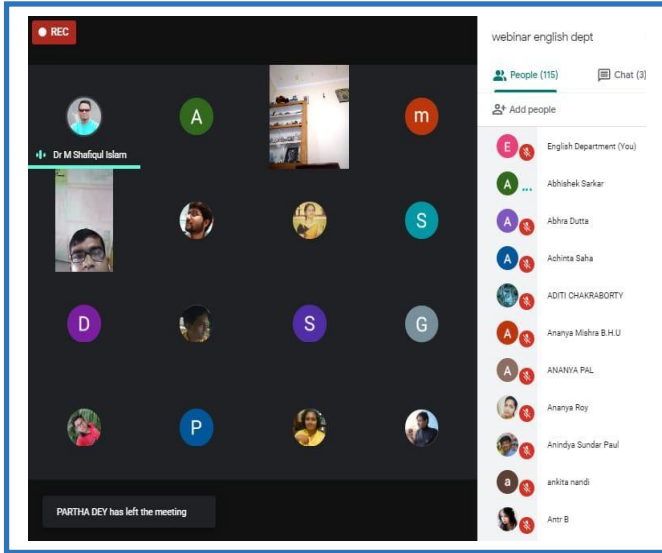 REC
webinar english dept
People (115)
Chat (3)
Add people
A
m
Dr M Shafiqul Islam
S
D
S
G
P
PARTHA DEY has left the meeting
E English Department (You)
A Abhishek Sarkar
A Abhra Dutta
A Achinta Saha
ADITI CHAKRABORTY
A Ananya Mishra B.H.U
A ANANYA PAL
Ananya Roy
Anindya Sundar Paul
a ankita nandi
Antr B